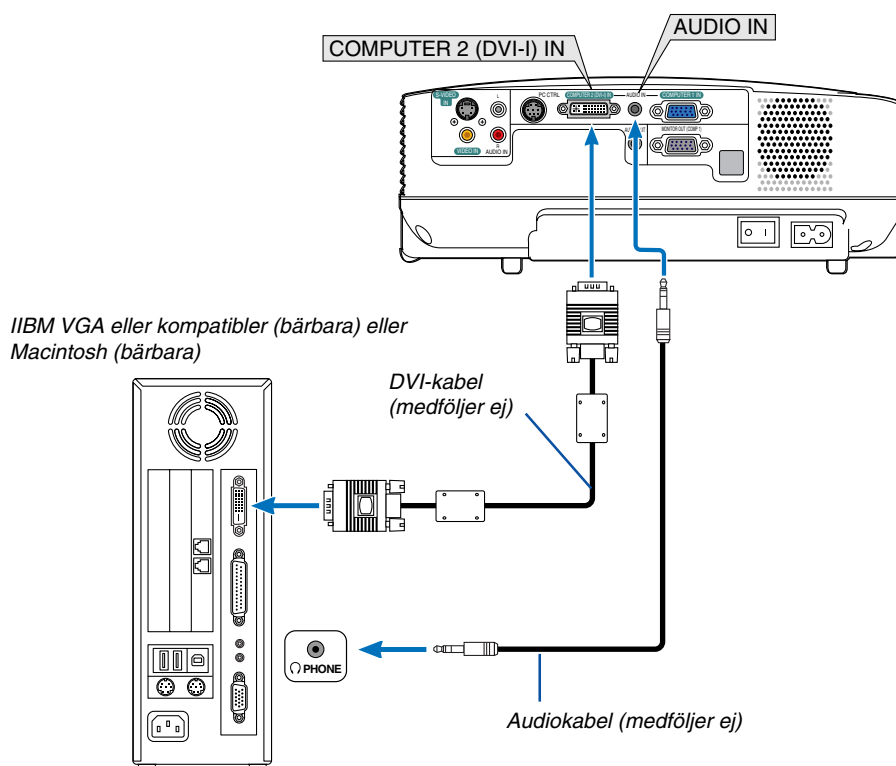 COMPUTER 2 (DVI-I) IN
AUDIO IN
S-VIDEO
IN
L
PC CTRL
COMPUTER 2 (DVI-I) IN
AUDIO IN
COMPUTER 1 IN
VIDEO IN
R
AUDIO IN
MONITOR OUT (COMP 1)
IIBM VGA eller kompatibler (bärbara) eller
Macintosh (bärbara)
DVI-kabel
(medföljer ej)
PHONE
Audiokabel (medföljer ej)